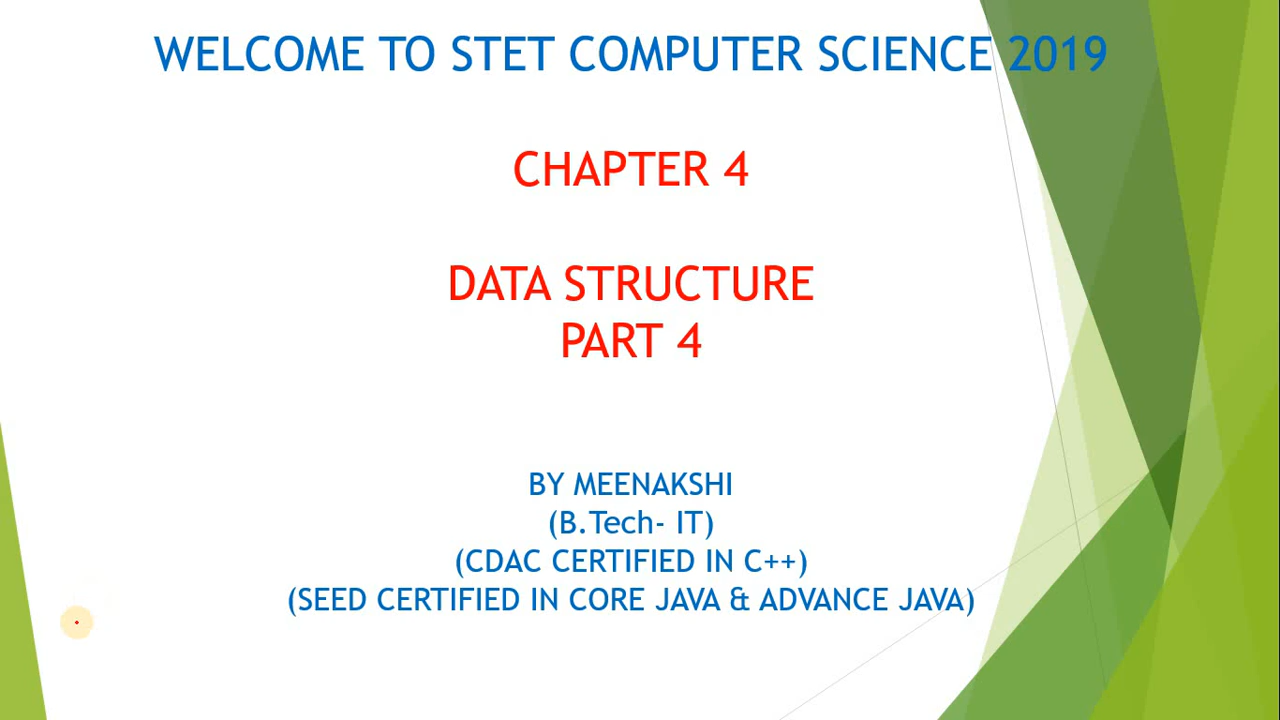 WELCOME TO STET COMPUTER SCIENCE 2019
CHAPTER 4
DATA STRUCTURE
PART 4
BY MEENAKSHI
(B.Tech- IT)
(CDAC CERTIFIED IN C++)
(SEED CERTIFIED IN CORE JAVA & ADVANCE JAVA)